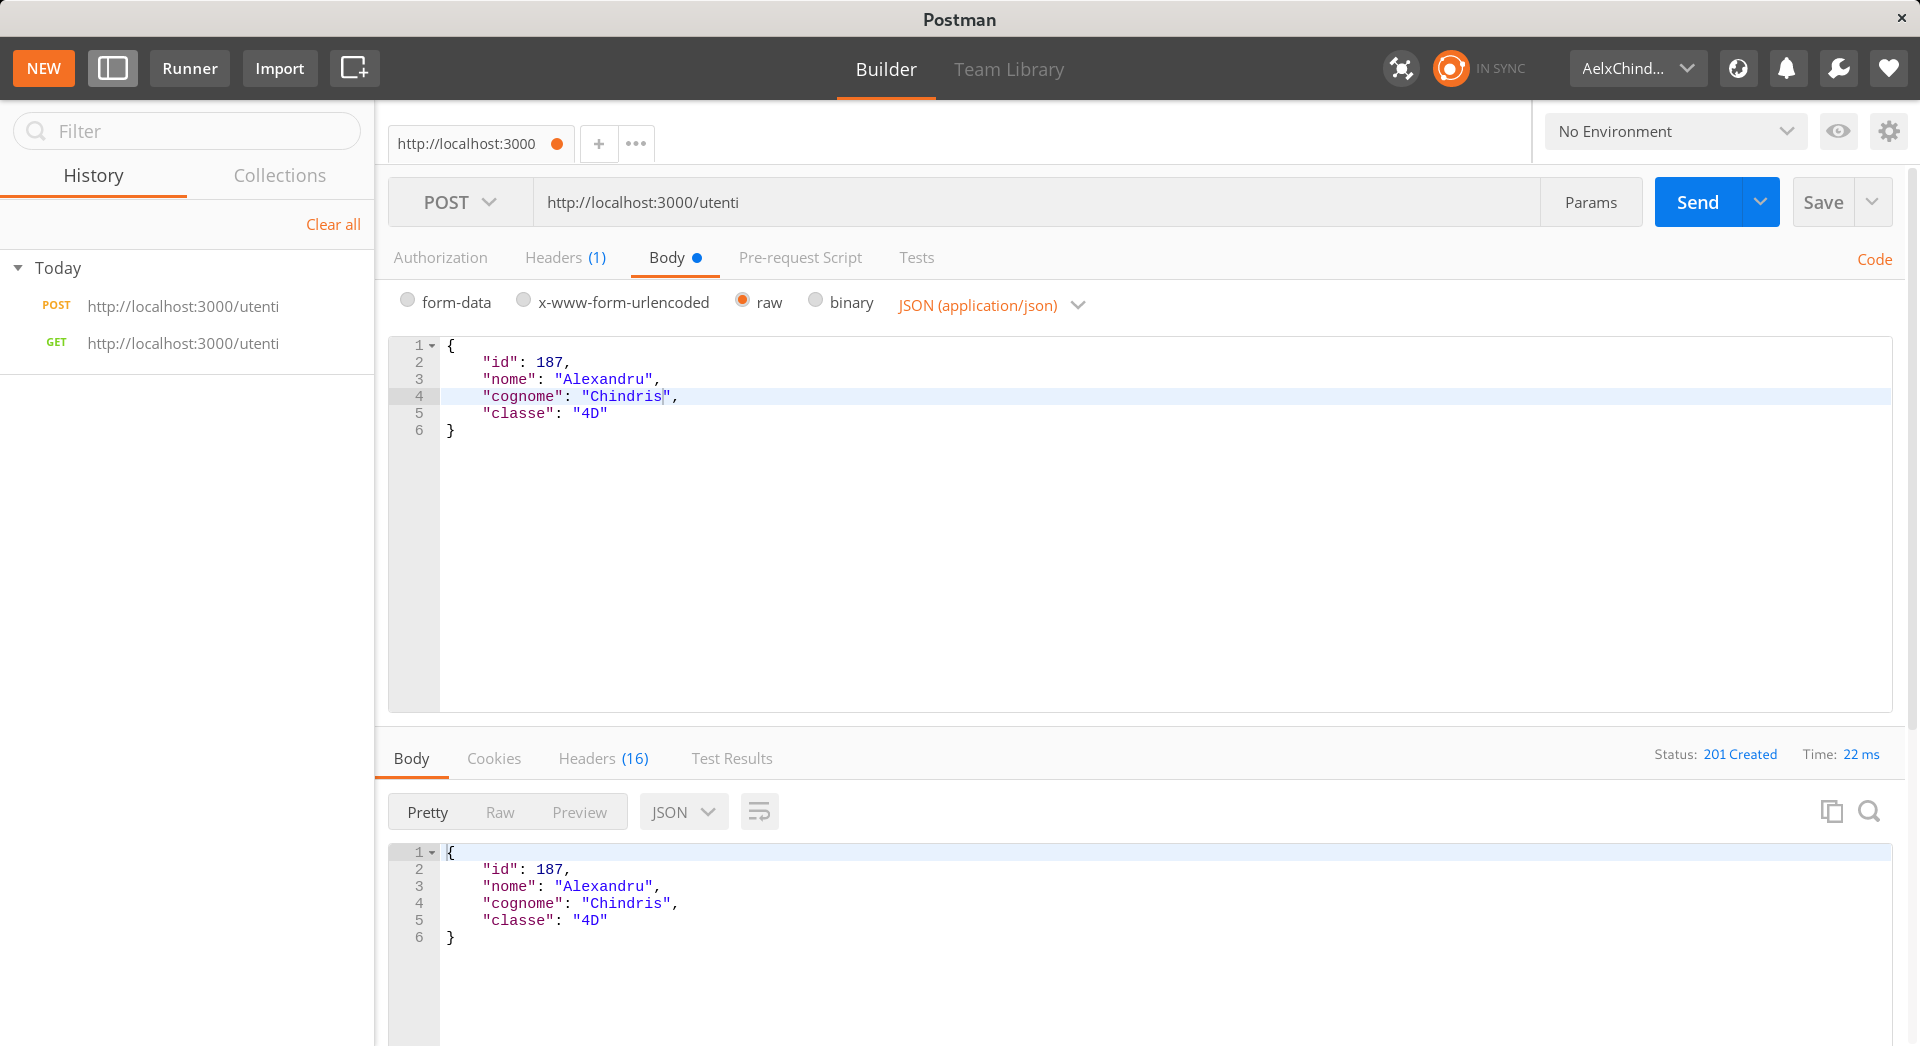 Postman
NEW Runner Import Builder Team Library IN SYNC AelxChind...
Filter
History Collections
Clear all
Today
POST http://localhost:3000/utenti
GET http://localhost:3000/utenti
http://localhost:3000 + ••• No Environment
POST http://localhost:3000/utenti Params Send Save
Authorization Headers (1) Body Pre-request Script Tests Code
form-data x-www-form-urlencoded raw binary JSON (application/json)
1 {
2 "id": 187,
3 "nome": "Alexandru",
4 "cognome": "Chindris",
5 "classe": "4D"
6 }
Body Cookies Headers (16) Test Results Status: 201 Created Time: 22 ms
Pretty Raw Preview JSON
1 {
2 "id": 187,
3 "nome": "Alexandru",
4 "cognome": "Chindris",
5 "classe": "4D"
6 }